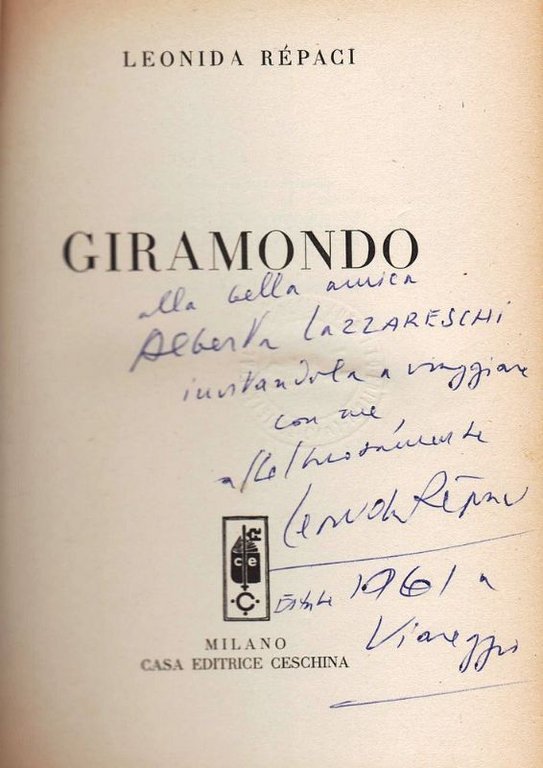 LEONIDA RÉPACI
GIRAMONDO
alla bella amica
Alberta LAZZARESCHI
invitandola a viaggiare
con me,
affettuosamente
Leonida Répaci
Estate 1961 a
Viareggio
MILANO
CASA EDITRICE CESCHINA